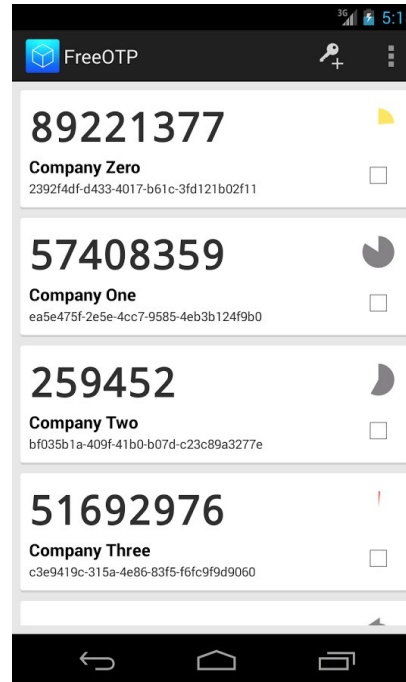 3G 5:1
FreeOTP
89221377
Company Zero
2392f4df-d433-4017-b61c-3fd121b02f11
57408359
Company One
ea5e475f-2e5e-4cc7-9585-4eb3b124f9b0
259452
Company Two
bf035b1a-409f-41b0-b07d-c23c89a3277e
51692976
Company Three
c3e9419c-315a-4e86-83f5-f6fc9f9d9060